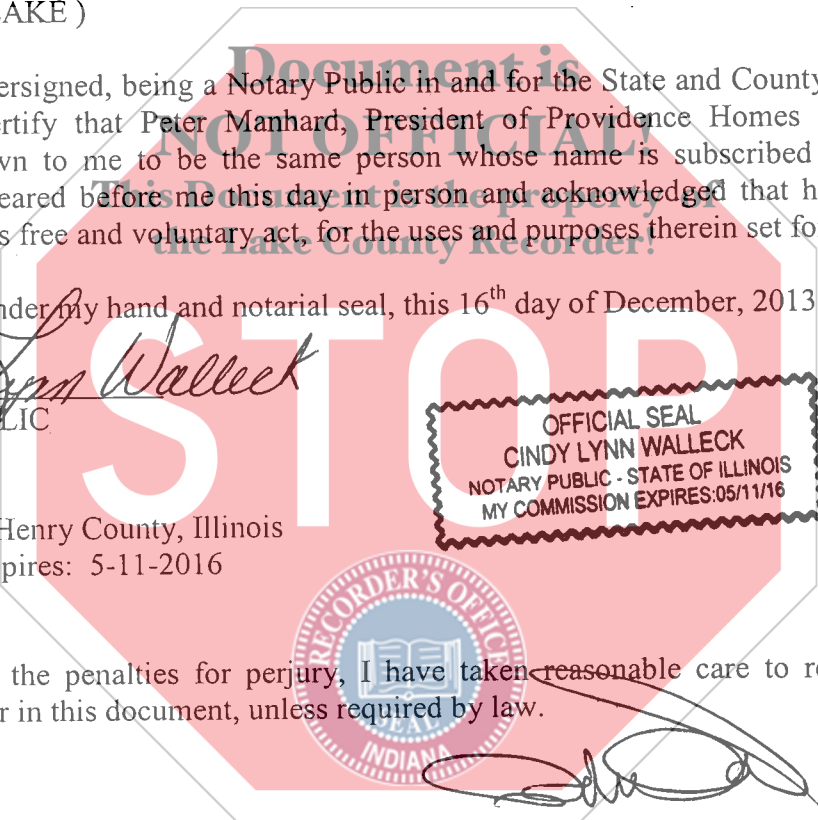 LAKE )
Document is
ersigned, being a Notary Public in and for the State and County
NOT OFFICIAL!
ertify that Peter Manhard, President of Providence Homes
wn to me to be the same person whose name is subscribed
This Document is the property of
eared before me this day in person and acknowledged that h
the Lake County Recorder!
s free and voluntary act, for the uses and purposes therein set fo
nder my hand and notarial seal, this 16th day of December, 2013
STOP
Lynn Walleck
LIC
OFFICIAL SEAL
CINDY LYNN WALLECK
NOTARY PUBLIC - STATE OF ILLINOIS
MY COMMISSION EXPIRES:05/11/16
Henry County, Illinois
pires: 5-11-2016
RECORDER'S OFFICE
SEAL
INDIANA
the penalties for perjury, I have taken reasonable care to r
r in this document, unless required by law.